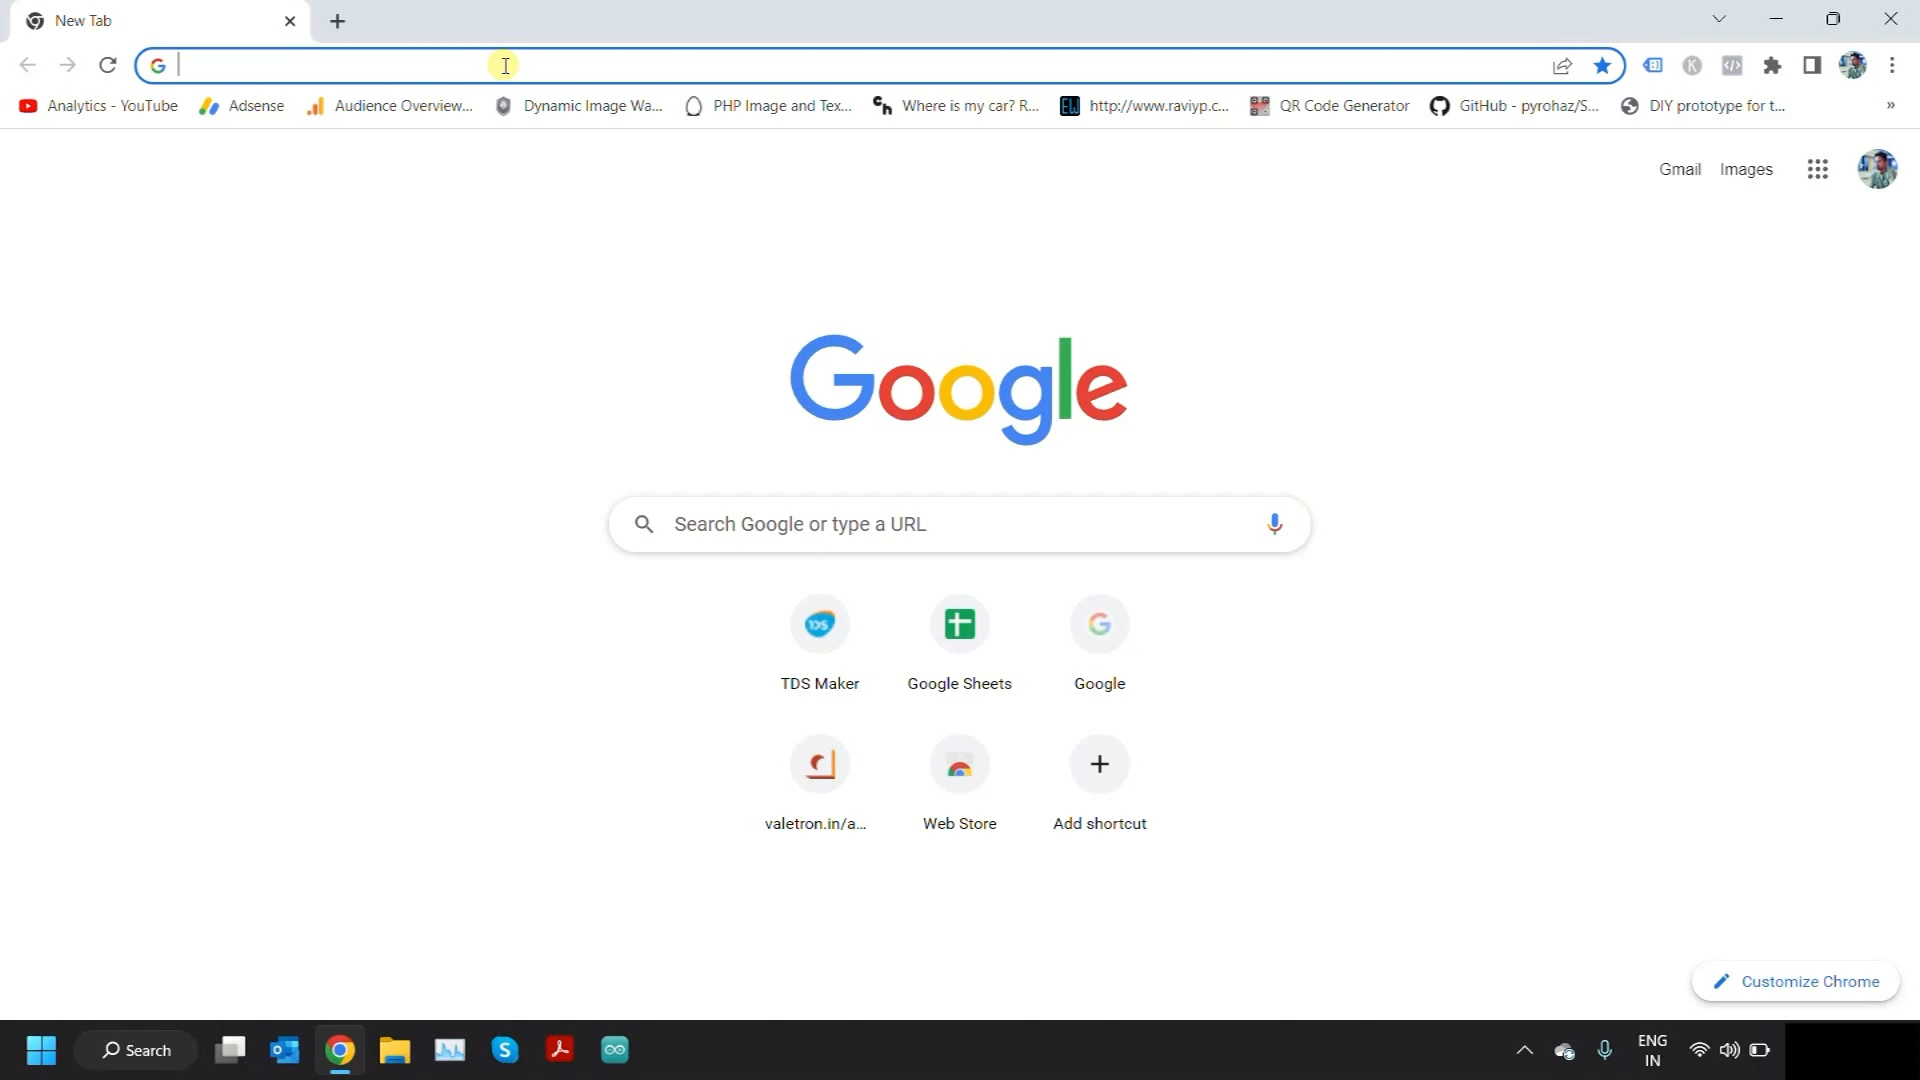 New Tab
Analytics - YouTube Adsense Audience Overview... Dynamic Image Wa... PHP Image and Tex... Where is my car? R... EW http://www.raviyp.c... QR Code Generator GitHub - pyrohaz/S... DIY prototype for t... »
Gmail Images
Google
Search Google or type a URL
TDS Maker Google Sheets Google
valetron.in/a... Web Store Add shortcut
Customize Chrome
Search ENG
IN